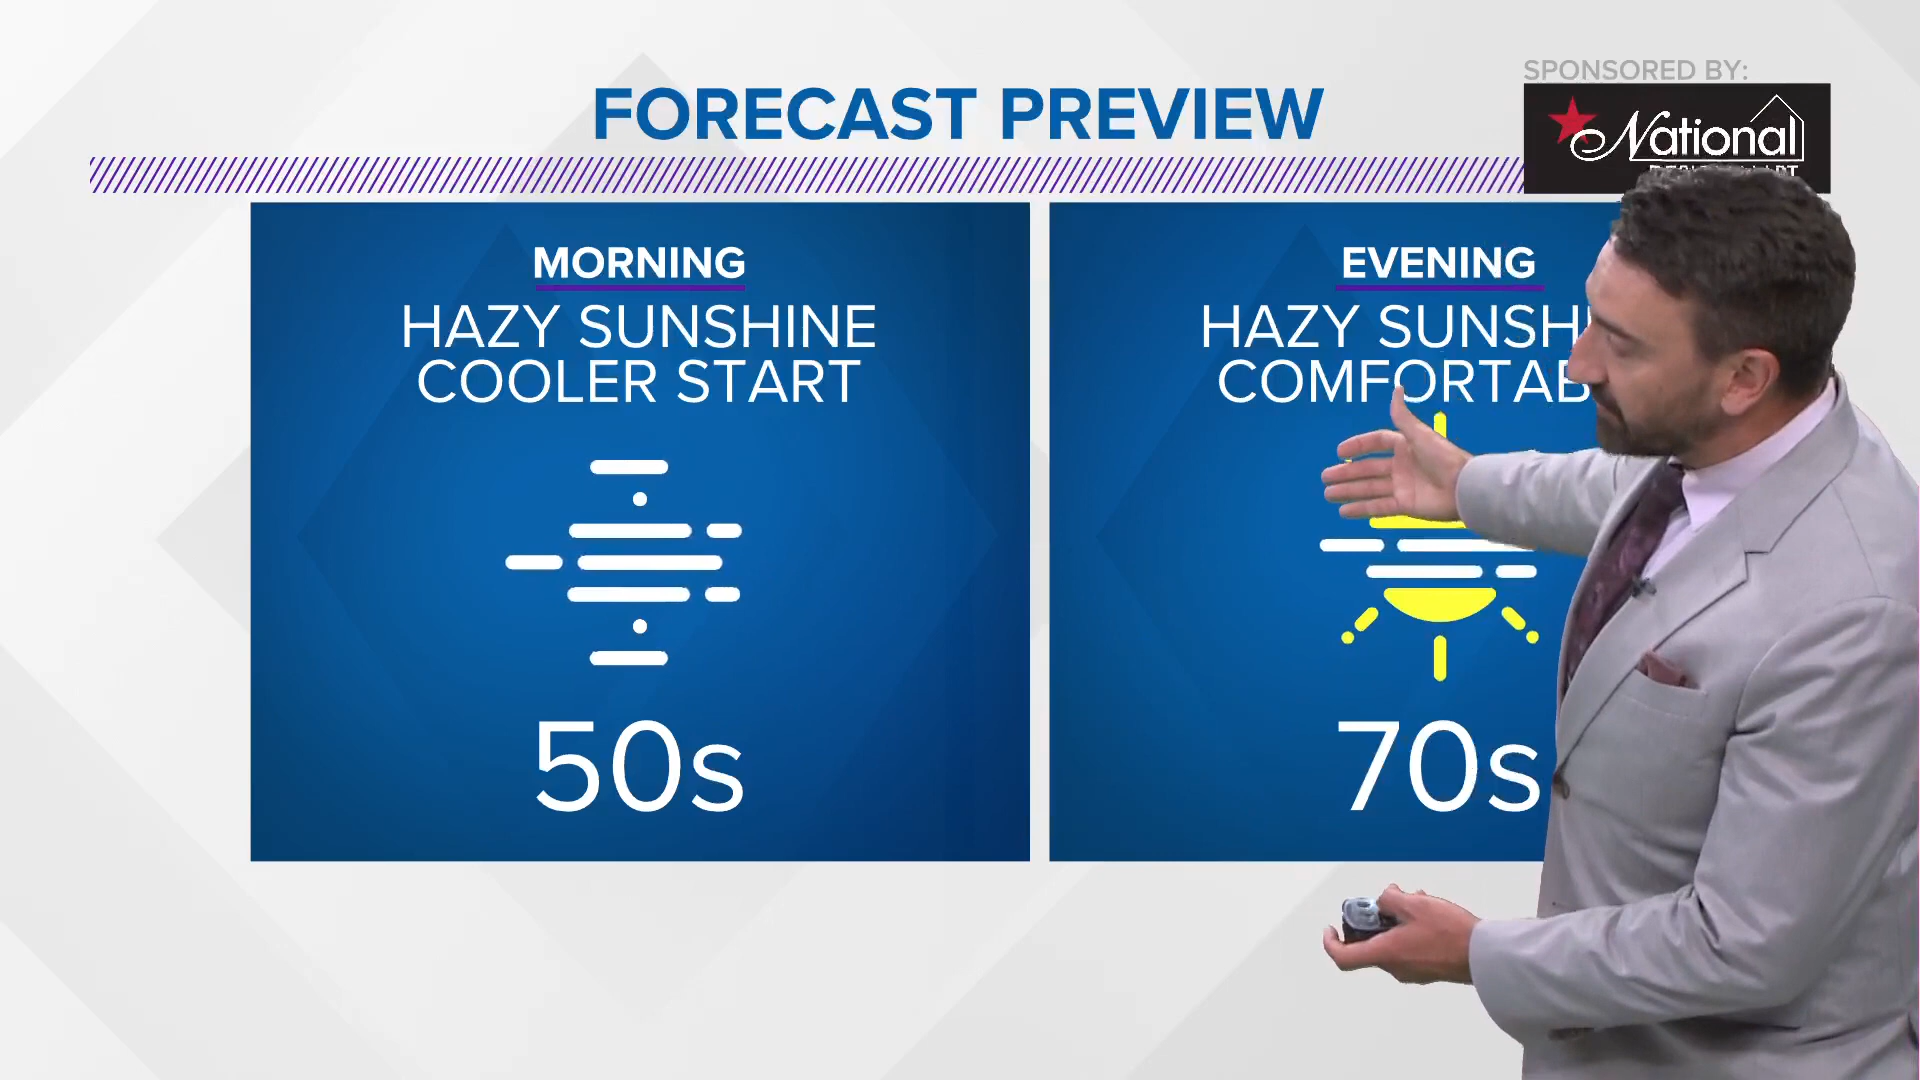 FORECAST PREVIEW
SPONSORED BY:
National
MORNING
HAZY SUNSHINE
COOLER START
50s
EVENING
HAZY SUNSH
COMFORTAB
70s